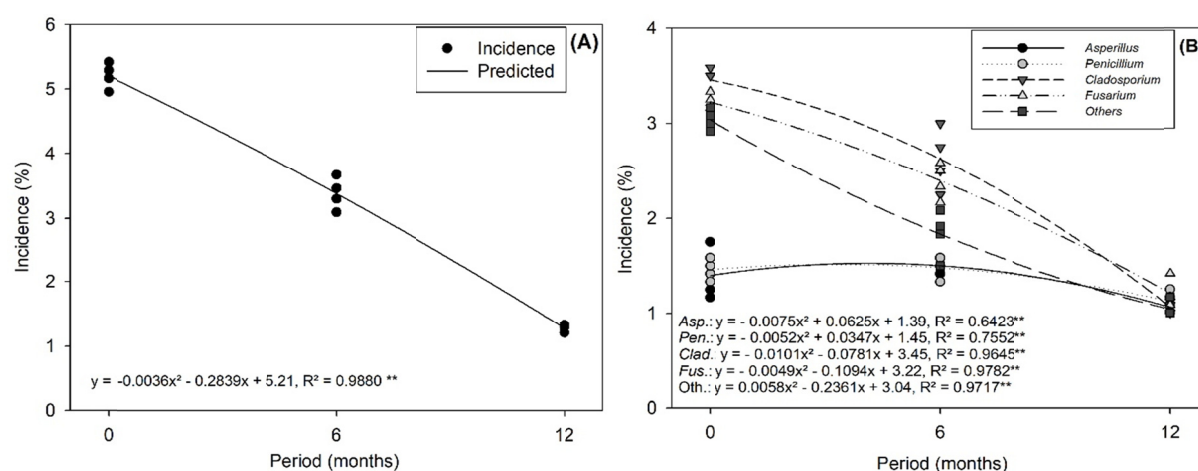 6
5
4
3
2
1
0
Incidence (%)
0 6 12
Period (months)
(A)
Incidence
Predicted
y = -0.0036x² - 0.2839x + 5.21, R² = 0.9880 **
4
3
2
1
0
Incidence (%)
0 6 12
Period (months)
(B)
Asperillus
Penicillium
Cladosporium
Fusarium
Others
Asp.: y = - 0.0075x² + 0.0625x + 1.39, R² = 0.6423**
Pen.: y = - 0.0052x² + 0.0347x + 1.45, R² = 0.7552**
Clad. y = - 0.0101x² - 0.0781x + 3.45, R² = 0.9645**
Fus.: y = - 0.0049x² - 0.1094x + 3.22, R² = 0.9782**
Oth.: y = 0.0058x² - 0.2361x + 3.04, R² = 0.9717**